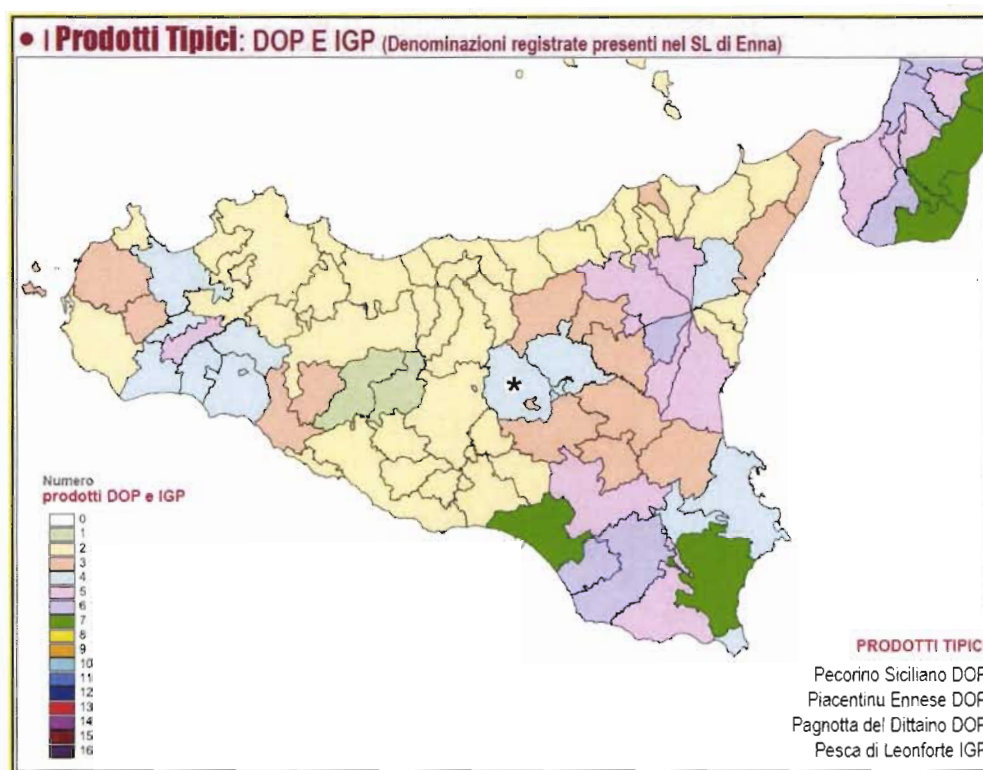 • I Prodotti Tipici: DOP E IGP (Denominazioni registrate presenti nel SL di Enna)
*
Numero
prodotti DOP e IGP
0
1
2
3
4
5
6
7
8
9
10
11
12
13
14
15
16
PRODOTTI TIPIC
Pecorino Siciliano DOP
Piacentinu Ennese DOP
Pagnotta del Dittaino DOP
Pesca di Leonforte IGP